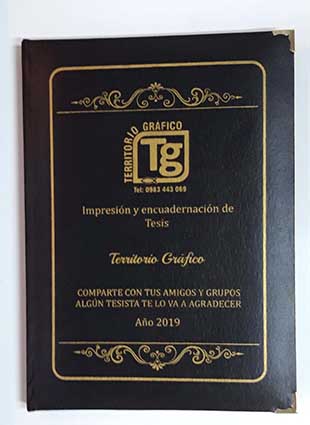 TERRITORIO
GRÁFICO
Tg
Tel: 0983 443 069
Impresión y encuadernación de
Tesis
Territorio Gráfico
COMPARTE CON TUS AMIGOS Y GRUPOS
ALGÚN TESISTA TE LO VA A AGRADECER
Año 2019